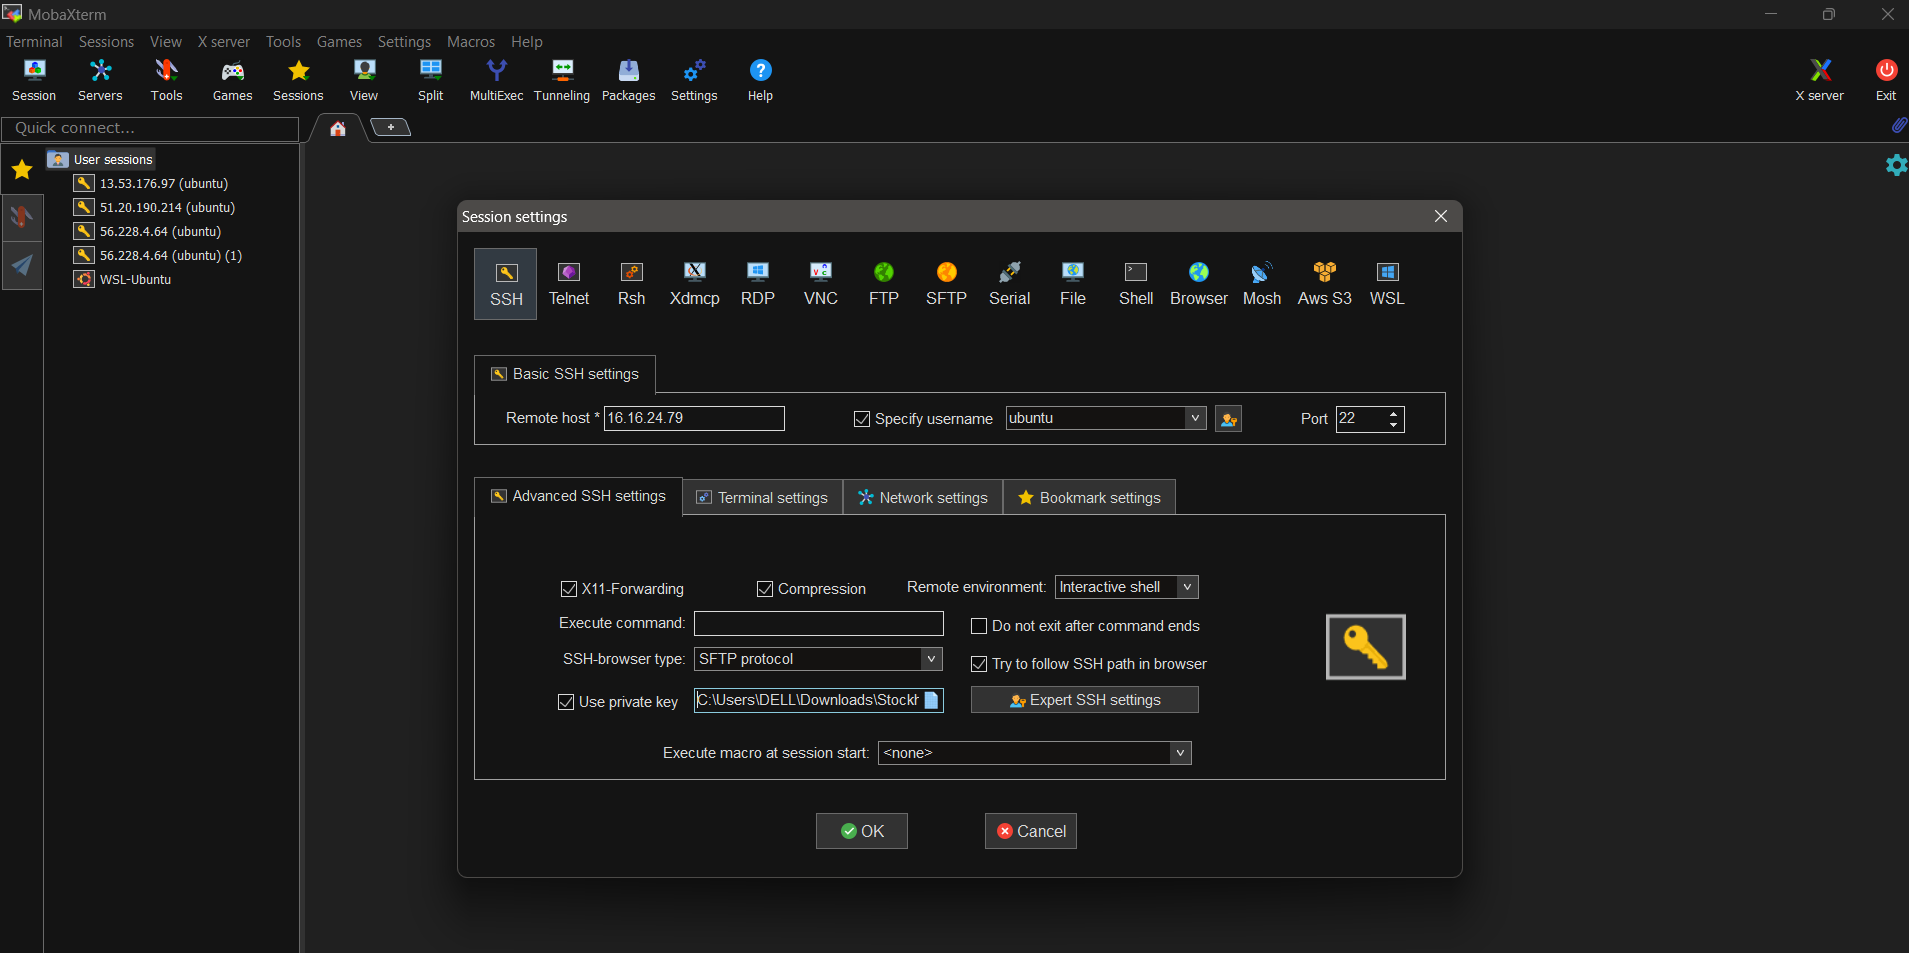 MobaXterm
Terminal Sessions View X server Tools Games Settings Macros Help
Session Servers Tools Games Sessions View Split MultiExec Tunneling Packages Settings Help X server Exit
Quick connect...
User sessions
13.53.176.97 (ubuntu)
51.20.190.214 (ubuntu)
56.228.4.64 (ubuntu)
56.228.4.64 (ubuntu) (1)
WSL-Ubuntu
Session settings
SSH Telnet Rsh Xdmcp RDP VNC FTP SFTP Serial File Shell Browser Mosh Aws S3 WSL
Basic SSH settings
Remote host * 16.16.24.79 Specify username ubuntu Port 22
Advanced SSH settings Terminal settings Network settings Bookmark settings
X11-Forwarding Compression Remote environment: Interactive shell
Execute command: Do not exit after command ends
SSH-browser type: SFTP protocol Try to follow SSH path in browser
Use private key C:\Users\DELL\Downloads\Stockh Expert SSH settings
Execute macro at session start: <none>
OK Cancel